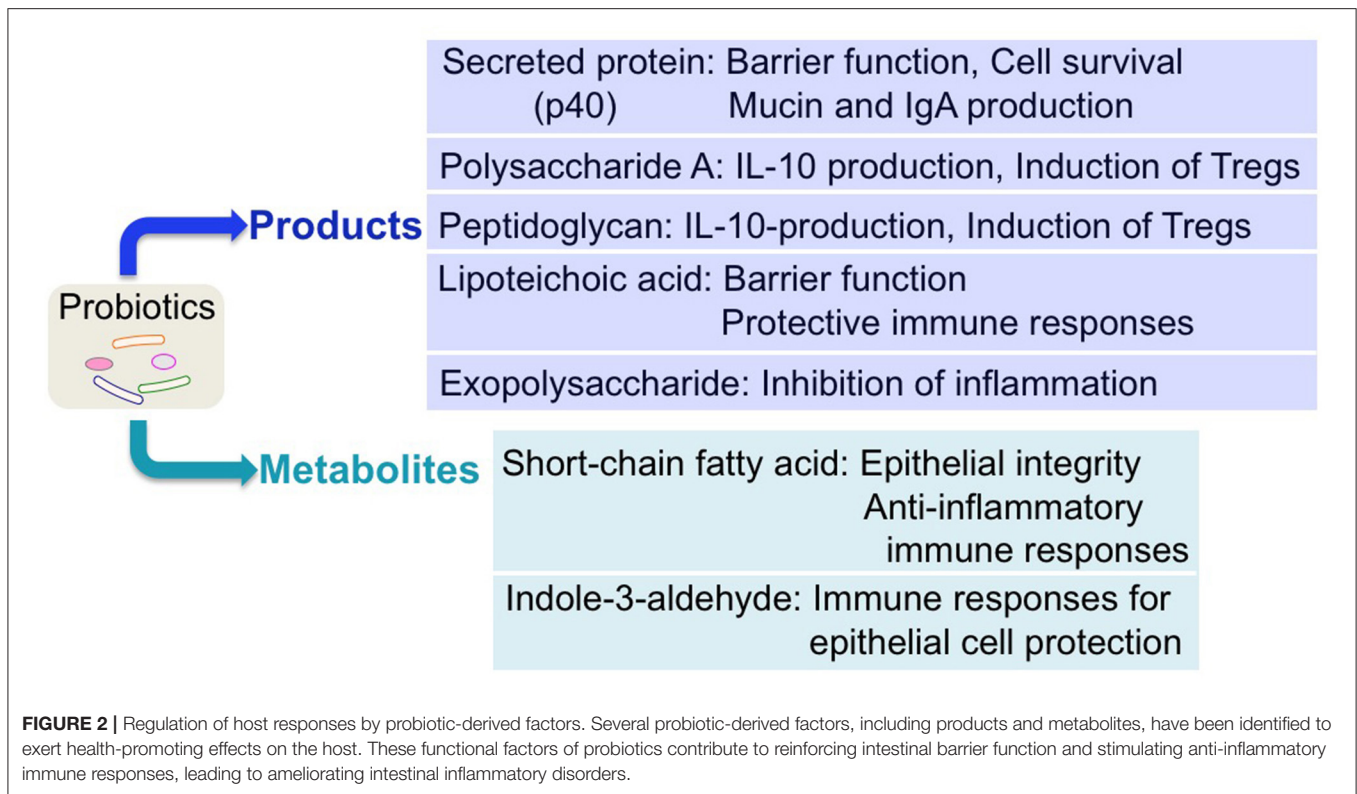 Secreted protein: Barrier function, Cell survival
(p40) Mucin and IgA production
Polysaccharide A: IL-10 production, Induction of Tregs
Products
Peptidoglycan: IL-10-production, Induction of Tregs
Lipoteichoic acid: Barrier function
Protective immune responses
Probiotics
Exopolysaccharide: Inhibition of inflammation
Metabolites
Short-chain fatty acid: Epithelial integrity
Anti-inflammatory
immune responses
Indole-3-aldehyde: Immune responses for
epithelial cell protection
FIGURE 2 | Regulation of host responses by probiotic-derived factors. Several probiotic-derived factors, including products and metabolites, have been identified to
exert health-promoting effects on the host. These functional factors of probiotics contribute to reinforcing intestinal barrier function and stimulating anti-inflammatory
immune responses, leading to ameliorating intestinal inflammatory disorders.